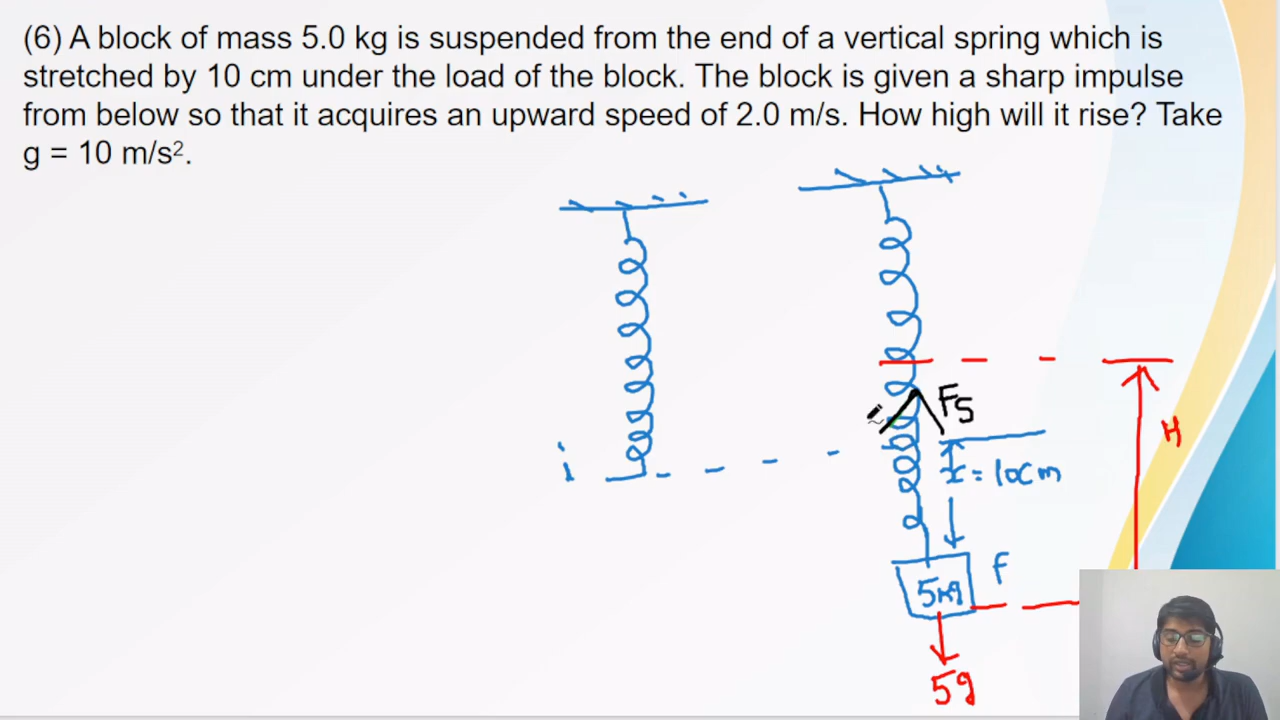 (6) A block of mass 5.0 kg is suspended from the end of a vertical spring which is
stretched by 10 cm under the load of the block. The block is given a sharp impulse
from below so that it acquires an upward speed of 2.0 m/s. How high will it rise? Take
g = 10 m/s².
Fs
H
i
x = 10cm
f
5kg
5g